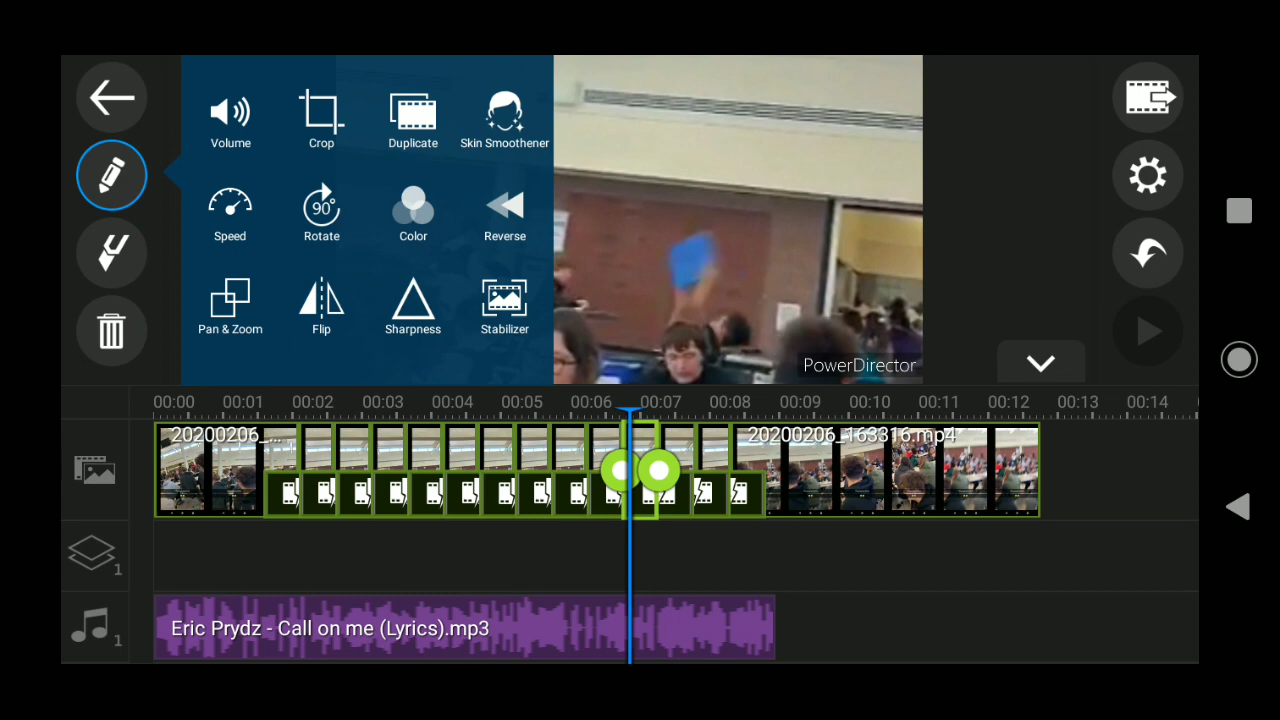 Volume
Crop
Duplicate
Skin Smoothener
Speed
90°
Rotate
Color
Reverse
Pan & Zoom
Flip
Sharpness
Stabilizer
PowerDirector
00:00 00:01 00:02 00:03 00:04 00:05 00:06 00:07 00:08 00:09 00:10 00:11 00:12 00:13 00:14
20200206_... 20200206_163316.mp4
1
1
Eric Prydz - Call on me (Lyrics).mp3